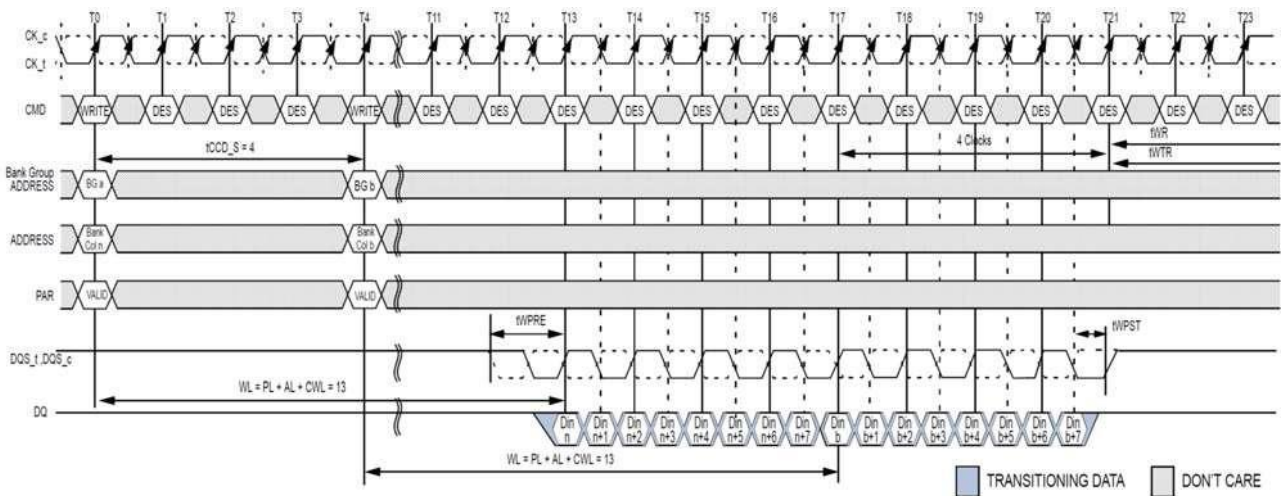 T0 T1 T2 T3 T4 T11 T12 T13 T14 T15 T16 T17 T18 T19 T20 T21 T22 T23
CK_c
CK_t
CMD WRITE DES DES DES WRITE DES DES DES DES DES DES DES DES DES DES DES DES DES
tCCD_S = 4 4 Clocks tWR
tWTR
Bank Group
ADDRESS BG a BG b
ADDRESS Bank Col n Bank Col b
PAR VALID VALID
tWPRE tWPST
DQS_t ,DQS_c
WL = PL + AL + CWL = 13
DQ Din n Din n+1 Din n+2 Din n+3 Din n+4 Din n+5 Din n+6 Din n+7 Din b Din b+1 Din b+2 Din b+3 Din b+4 Din b+5 Din b+6 Din b+7
WL = PL + AL + CWL = 13
TRANSITIONING DATA DON'T CARE